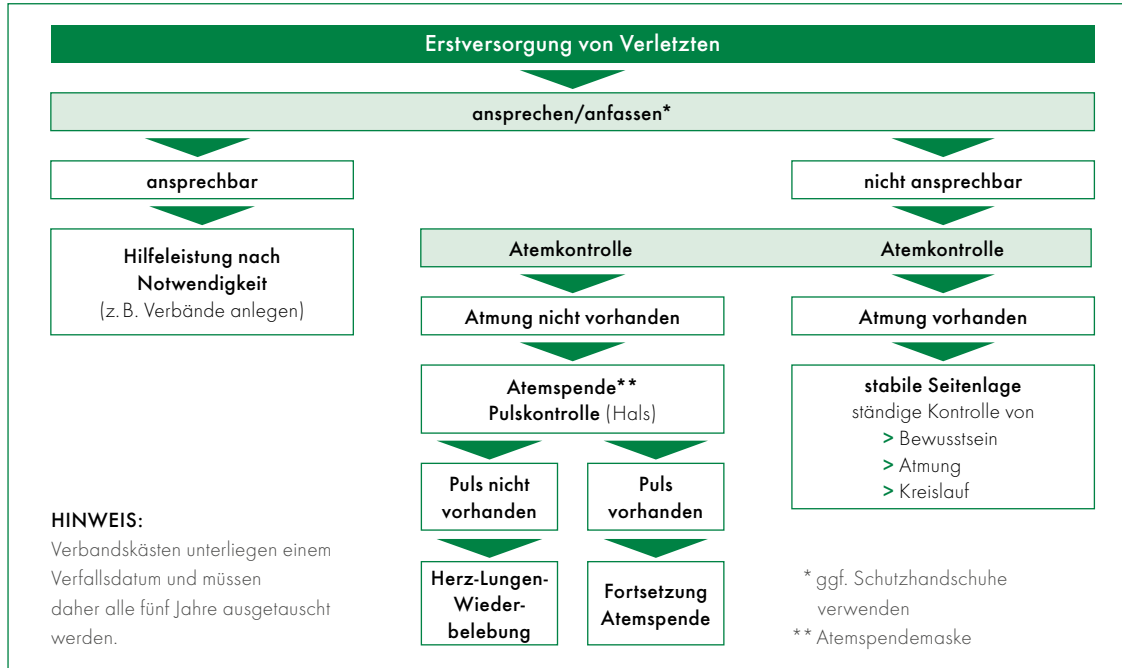 Erstversorgung von Verletzten
ansprechen/anfassen*
ansprechbar
nicht ansprechbar
Hilfeleistung nach
Notwendigkeit
(z. B. Verbände anlegen)
Atemkontrolle
Atemkontrolle
Atmung nicht vorhanden
Atmung vorhanden
Atemspende**
Pulskontrolle (Hals)
stabile Seitenlage
ständige Kontrolle von
> Bewusstsein
> Atmung
> Kreislauf
Puls nicht
vorhanden
Puls
vorhanden
Herz-Lungen-
Wieder-
belebung
Fortsetzung
Atemspende
HINWEIS:
Verbandskästen unterliegen einem
Verfallsdatum und müssen
daher alle fünf Jahre ausgetauscht
werden.
* ggf. Schutzhandschuhe
verwenden
** Atemspendemaske